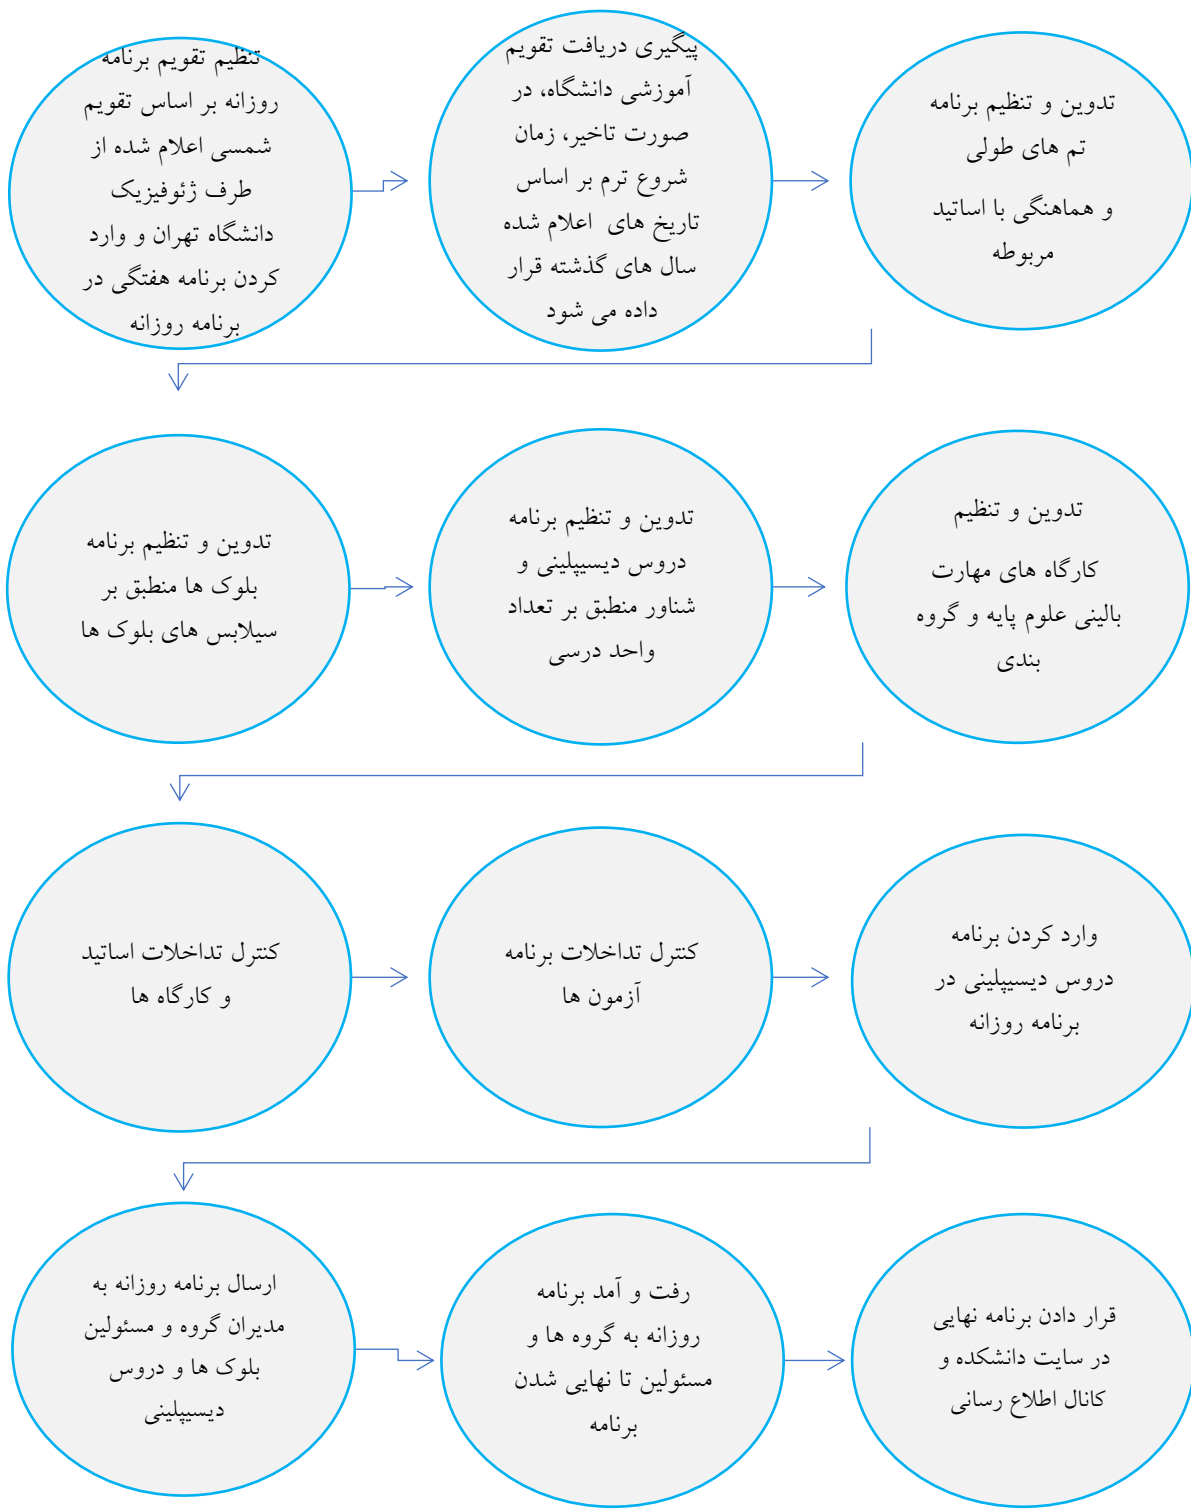 تنظیم تقویم برنامه
روزانه بر اساس تقویم
شمسی اعلام شده از
طرف ژئوفیزیک
دانشگاه تهران و وارد
کردن برنامه هفتگی در
برنامه روزانه
پیگیری دریافت تقویم
آموزشی دانشگاه، در
صورت تاخیر، زمان
شروع ترم بر اساس
تاریخ های اعلام شده
سال های گذشته قرار
داده می شود
تدوین و تنظیم برنامه
تم های طولی
و هماهنگی با اساتید
مربوطه
تدوین و تنظیم برنامه
بلوک ها منطبق بر
سیلابس های بلوک ها
تدوین و تنظیم برنامه
دروس دیسیپلینی و
شناور منطبق بر تعداد
واحد درسی
تدوین و تنظیم
کارگاه های مهارت
بالینی علوم پایه و گروه
بندی
کنترل تداخلات اساتید
و کارگاه ها
کنترل تداخلات برنامه
آزمون ها
وارد کردن برنامه
دروس دیسیپلینی در
برنامه روزانه
ارسال برنامه روزانه به
مدیران گروه و مسئولین
بلوک ها و دروس
دیسیپلینی
رفت و آمد برنامه
روزانه به گروه ها و
مسئولین تا نهایی شدن
برنامه
قرار دادن برنامه نهایی
در سایت دانشکده و
کانال اطلاع رسانی